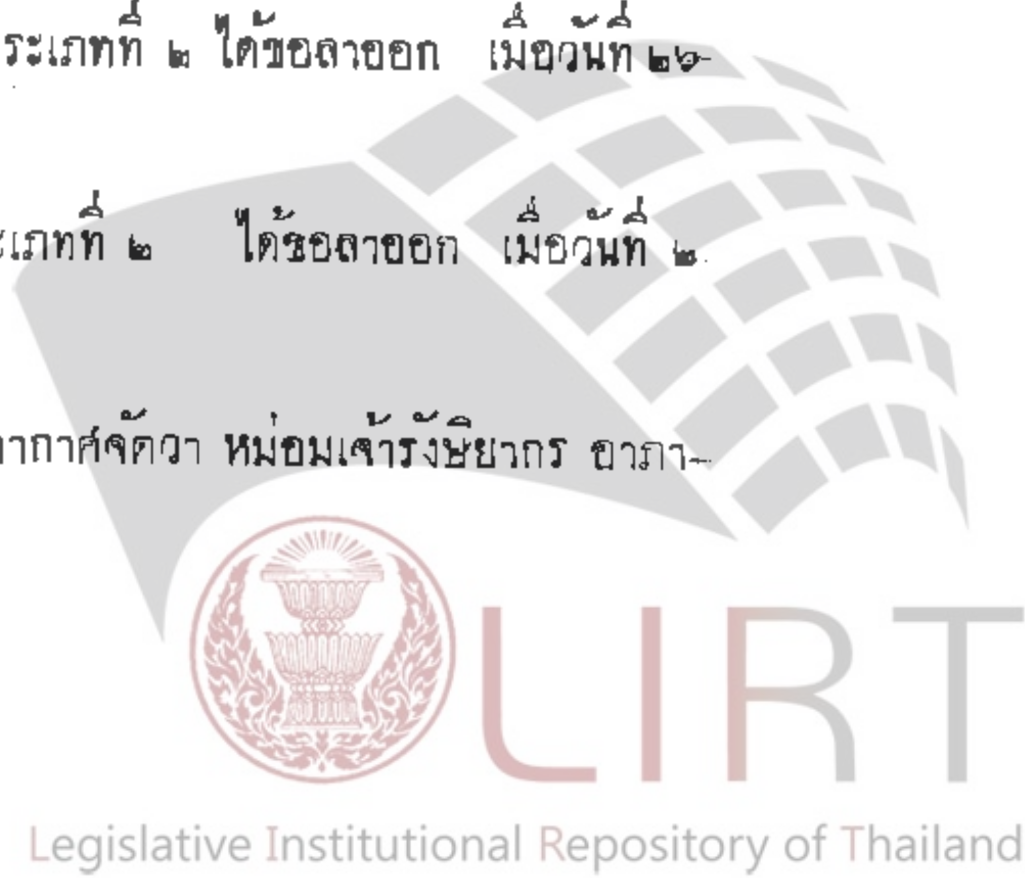 ระเภทที่ ๒ ได้ขอลาออก เมื่อวันที่ ๒๖-
ะเภทที่ ๒ ได้ขอลาออก เมื่อวันที่ ๒
ากาศจัตวา หม่อมเจ้ารังษิยากร อาภา-
LIRT
Legislative Institutional Repository of Thailand